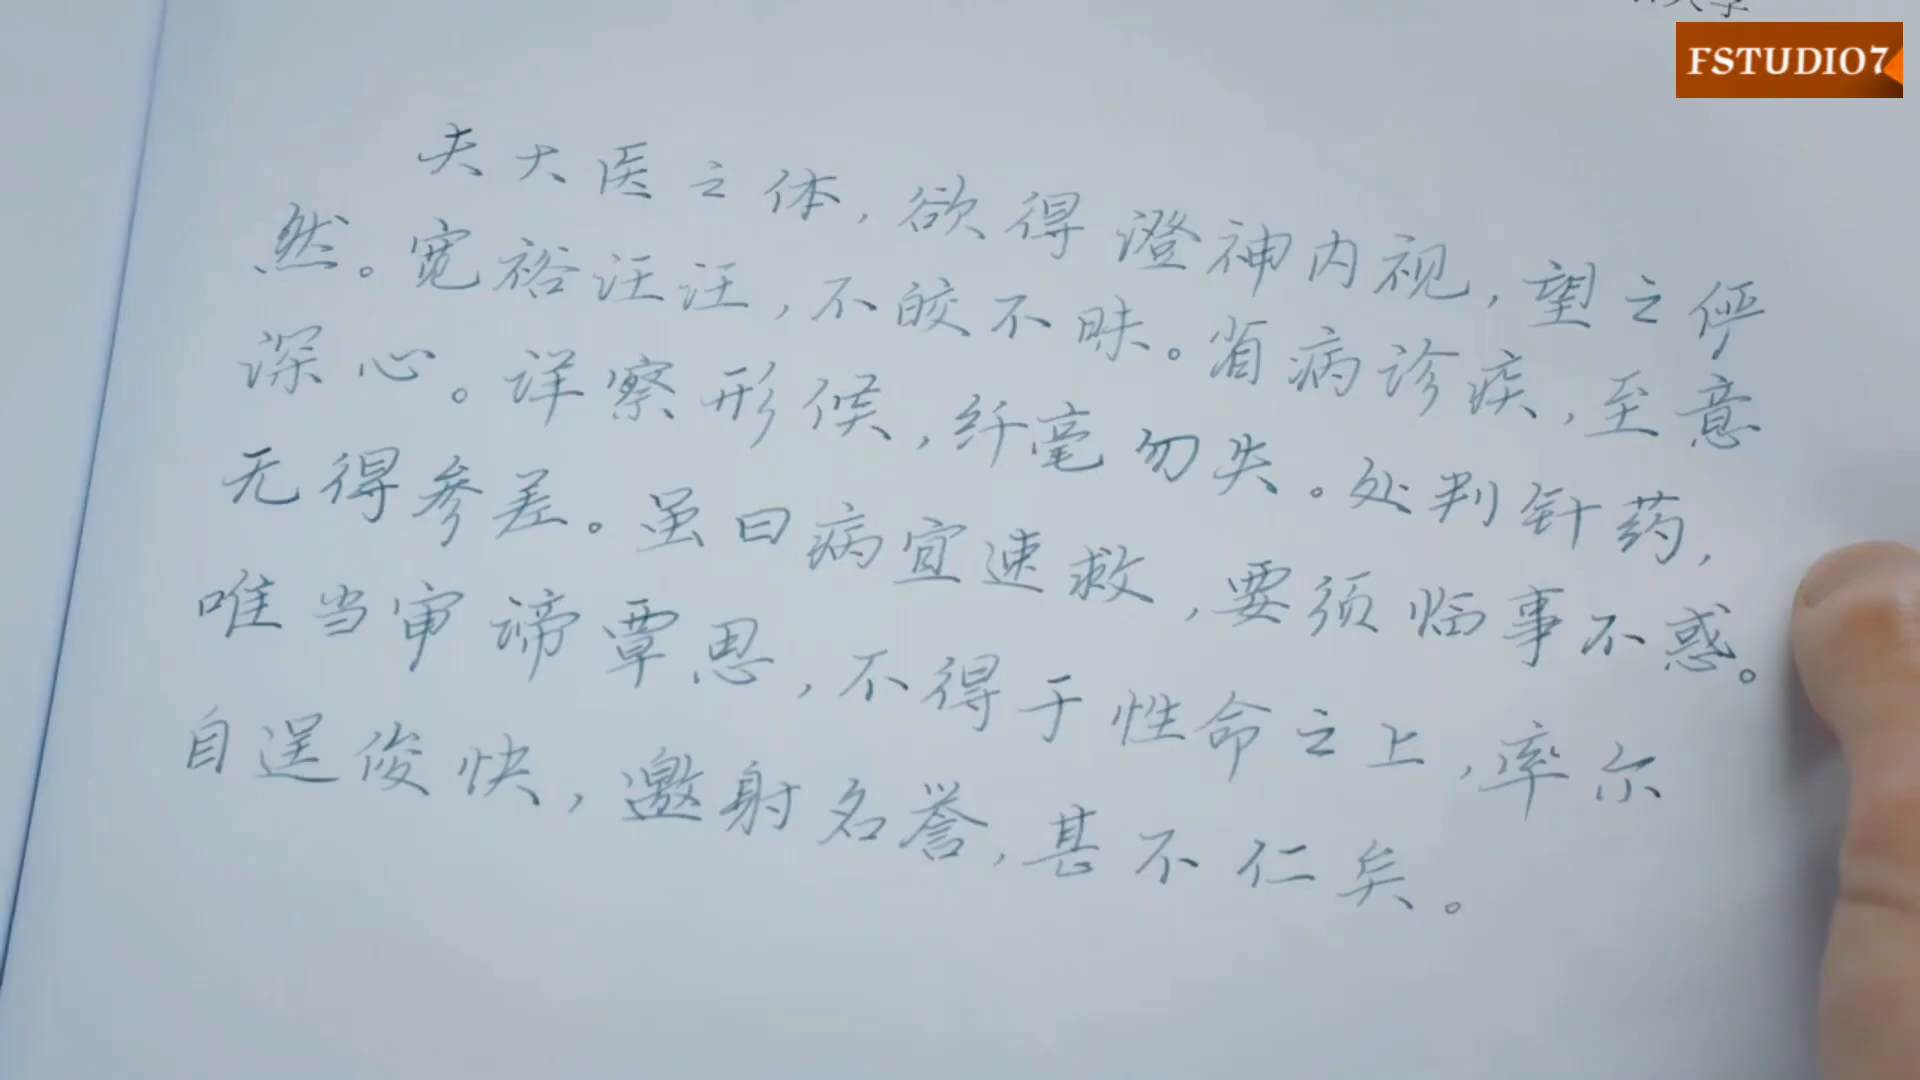 FSTUDIO7
夫大医之体,欲得澄神内视,望之俨
然。宽裕汪汪,不皎不昧。省病诊疾,至意
深心。详察形候,纤毫勿失。处判针药,
无得参差。虽曰病宜速救,要须临事不惑。
唯当审谛覃思,不得于性命之上,率尔
自逞俊快,邀射名誉,甚不仁矣。